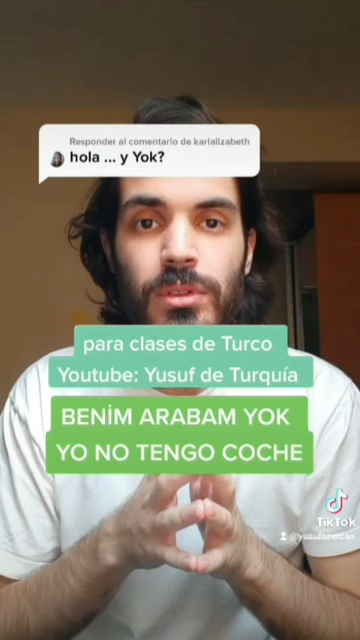 Responder al comentario de karlalizabeth
hola ... y Yok?
para clases de Turco
Youtube: Yusuf de Turquía
BENİM ARABAM YOK
YO NO TENGO COCHE
TikTok
@yusufozercan